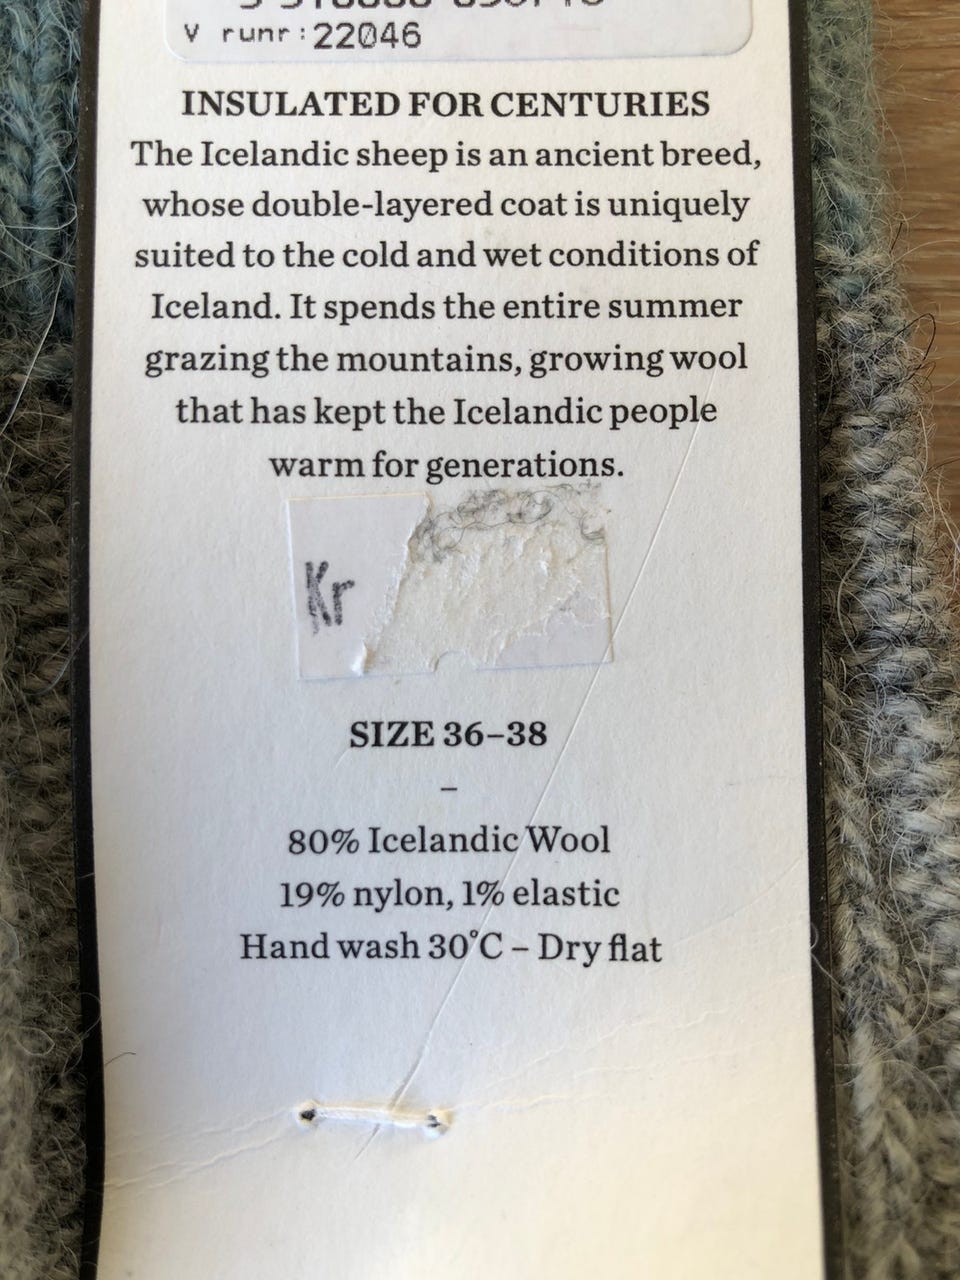 V runr: 22046
INSULATED FOR CENTURIES
The Icelandic sheep is an ancient breed,
whose double-layered coat is uniquely
suited to the cold and wet conditions of
Iceland. It spends the entire summer
grazing the mountains, growing wool
that has kept the Icelandic people
warm for generations.
Kr
SIZE 36–38
–
80% Icelandic Wool
19% nylon, 1% elastic
Hand wash 30°C – Dry flat